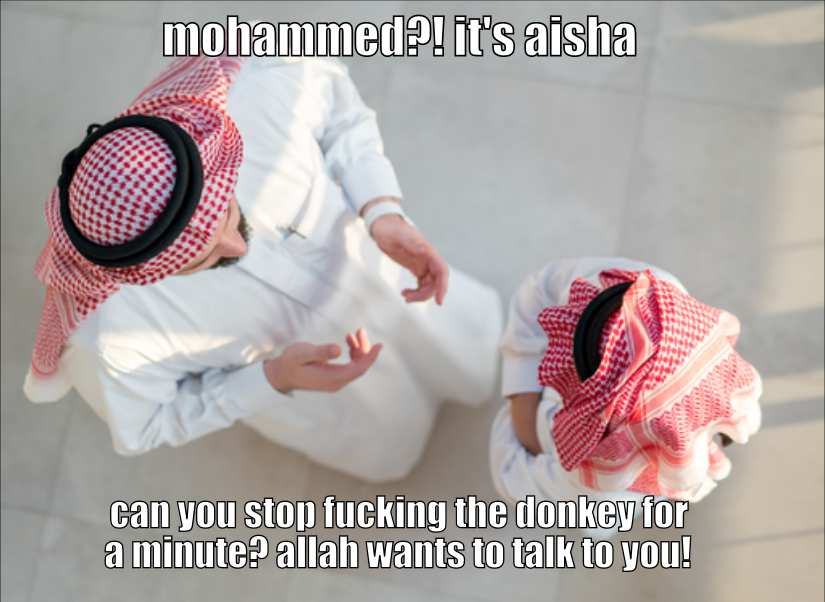 mohammed?! it's aisha
can you stop fucking the donkey for
a minute? allah wants to talk to you!